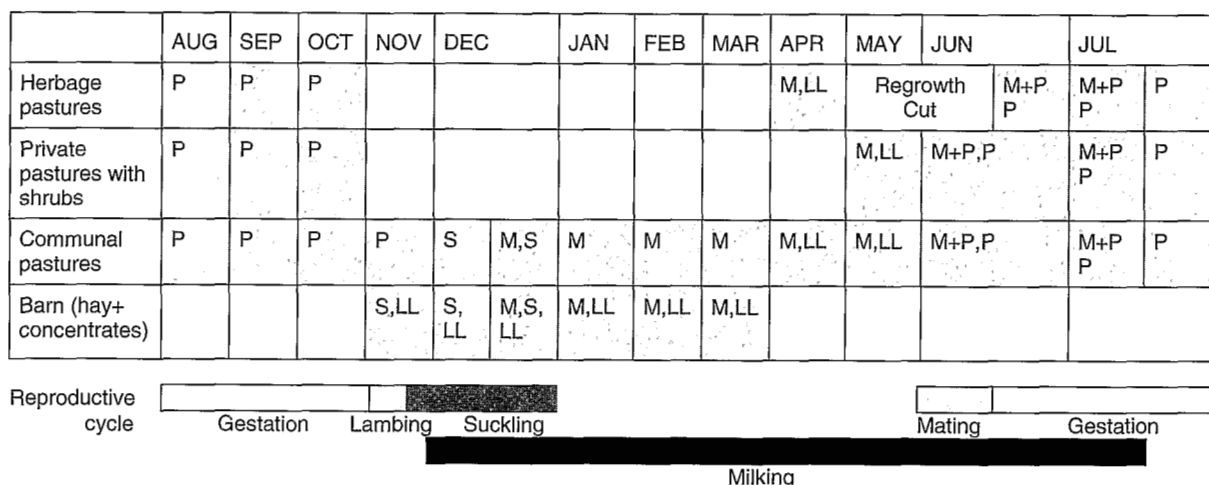 AUG SEP OCT NOV DEC JAN FEB MAR APR MAY JUN JUL
Herbage P P P M,LL Regrowth M+P M+P P
pastures Cut P P
Private P P P M,LL M+P,P M+P P
pastures with P
shrubs
Communal P P P P S M,S M M M M,LL M,LL M+P,P M+P P
pastures P
Barn (hay+ S,LL S, M,S, M,LL M,LL M,LL
concentrates) LL LL
Reproductive
cycle Gestation Lambing Suckling Mating Gestation
Milking